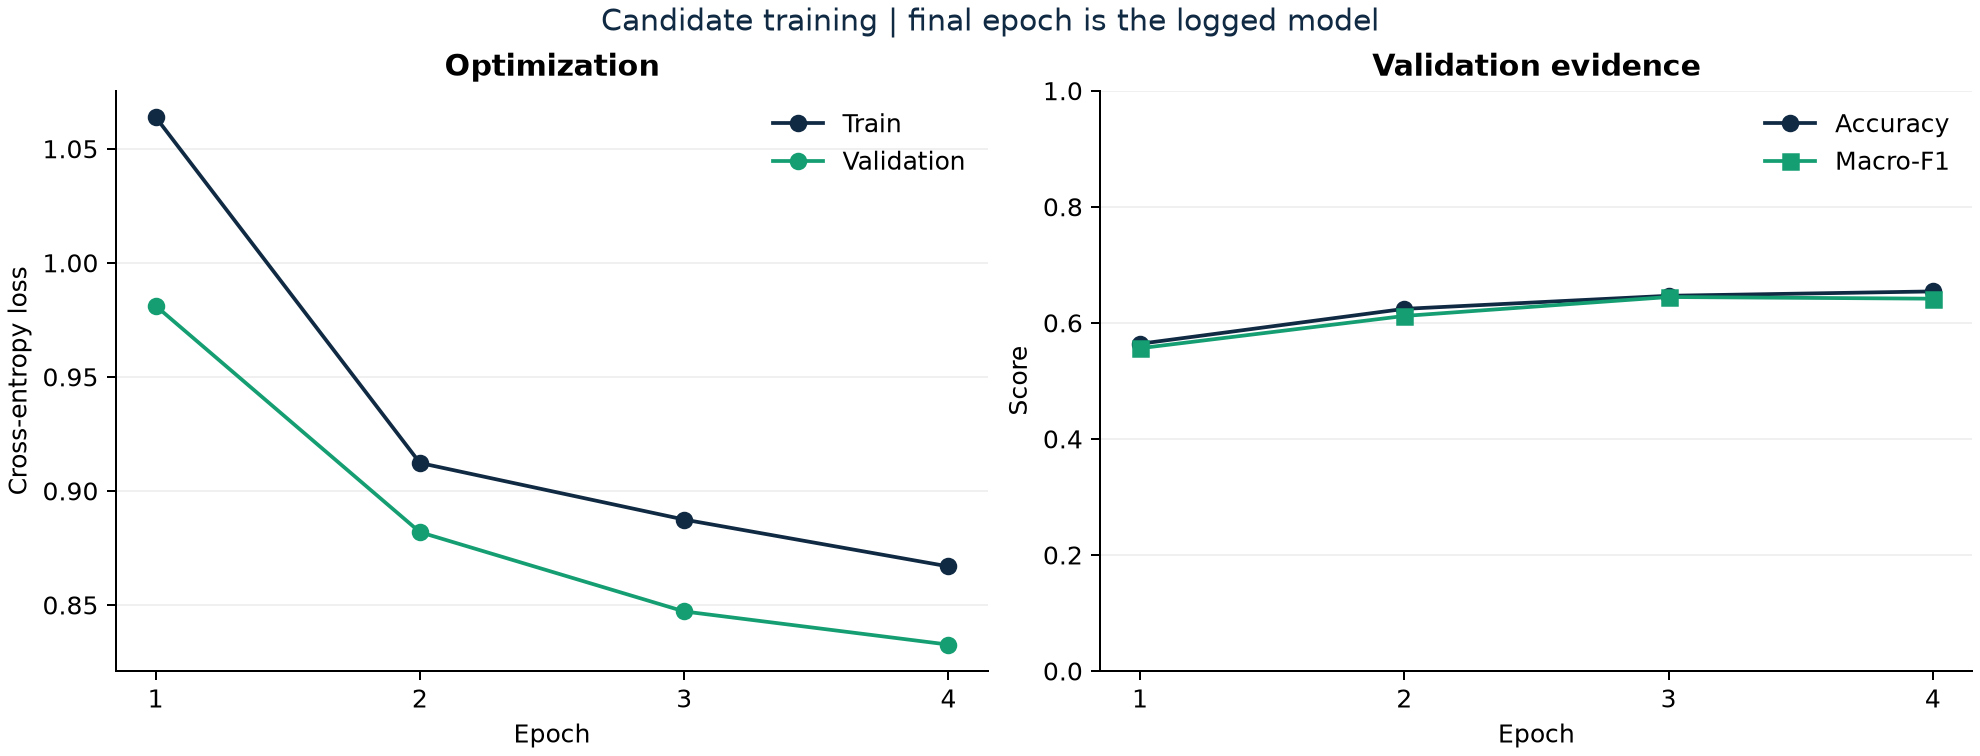 Candidate training | final epoch is the logged model
Optimization
Cross-entropy loss
1.05
1.00
0.95
0.90
0.85
1
2
3
4
Epoch
Train
Validation
Validation evidence
Score
1.0
0.8
0.6
0.4
0.2
0.0
1
2
3
4
Epoch
Accuracy
Macro-F1